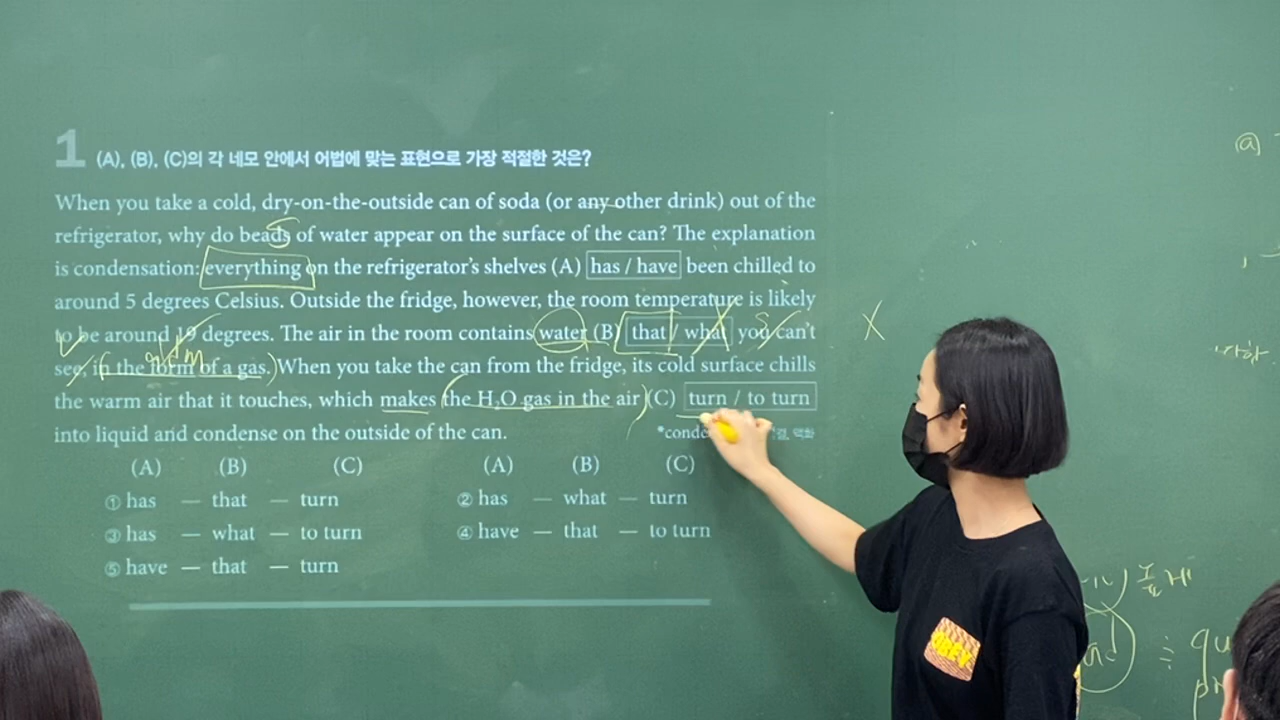 1 (A), (B), (C)의 각 네모 안에서 어법에 맞는 표현으로 가장 적절한 것은?
When you take a cold, dry-on-the-outside can of soda (or any other drink) out of the
refrigerator, why do beads of water appear on the surface of the can? The explanation
is condensation: everything on the refrigerator's shelves (A) has / have been chilled to
around 5 degrees Celsius. Outside the fridge, however, the room temperature is likely
to be around 19 degrees. The air in the room contains water (B) that / what you can't
see, in the form of a gas. When you take the can from the fridge, its cold surface chills
the warm air that it touches, which makes the H₂O gas in the air (C) turn / to turn
into liquid and condense on the outside of the can.
(A) (B) (C) (A) (B) (C)
① has — that — turn ② has — what — turn
③ has — what — to turn ④ have — that — to turn
⑤ have — that — turn
S
S
X
ⓐ
OBEY